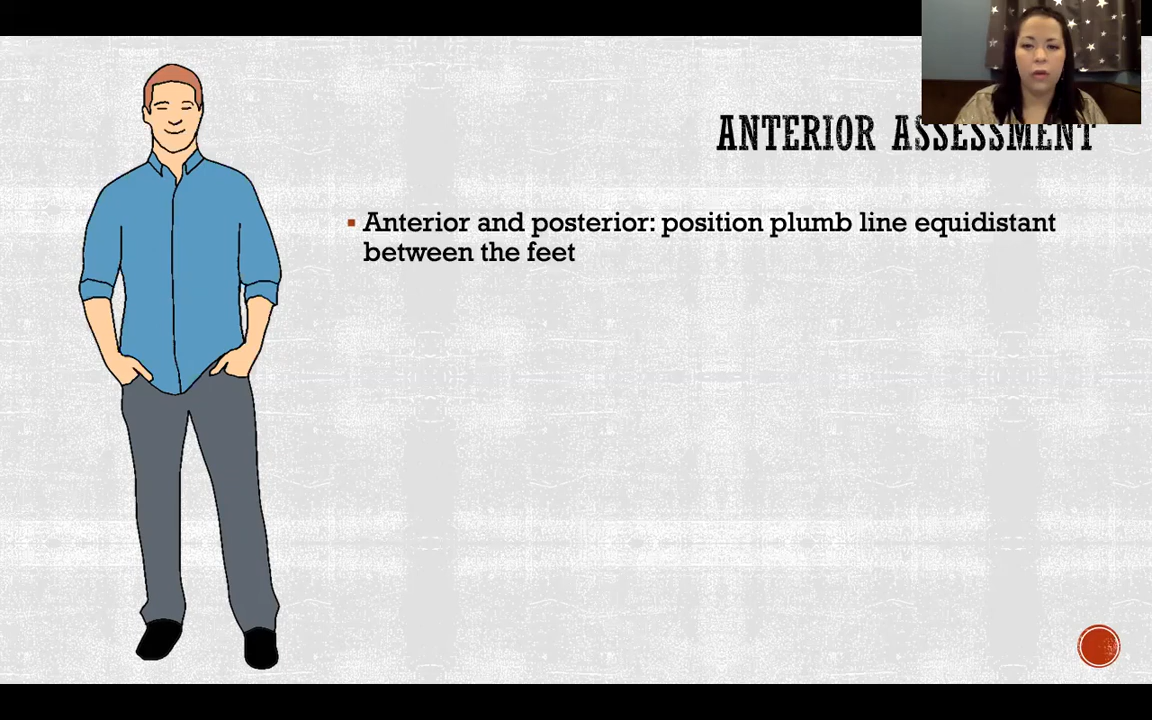 ANTERIOR ASSESSMENT
Anterior and posterior: position plumb line equidistant
between the feet